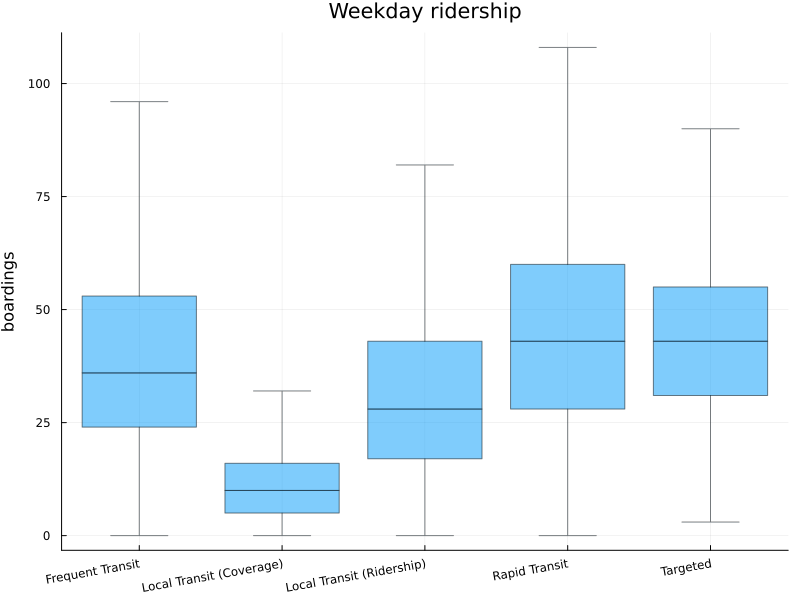 Weekday ridership
boardings
100
75
50
25
0
Frequent Transit
Local Transit (Coverage)
Local Transit (Ridership)
Rapid Transit
Targeted